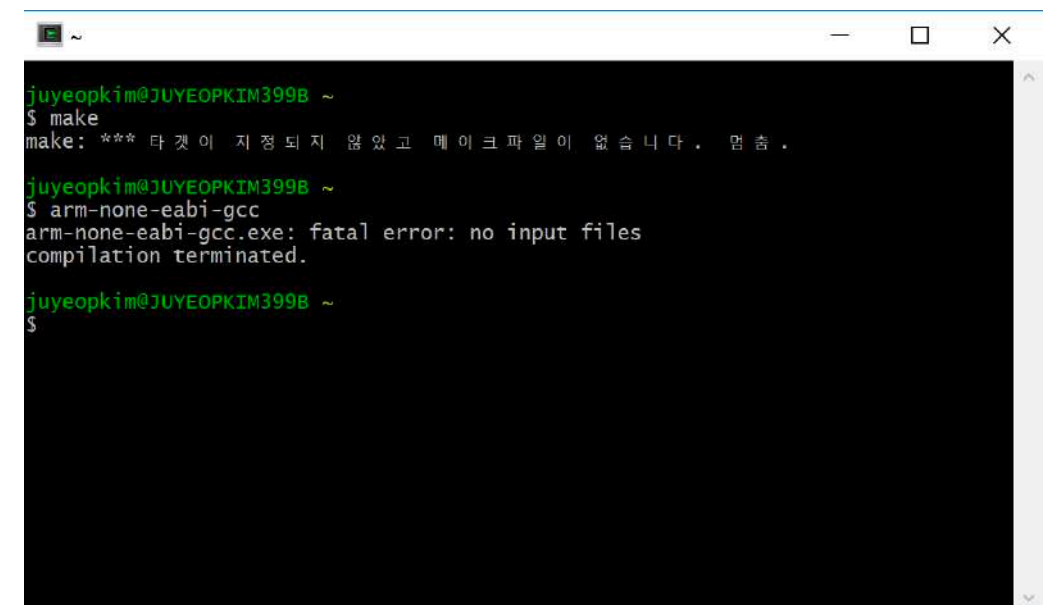 ~
juyeopkim@JUYEOPKIM399B ~
$ make
make: *** 타겟이 지정되지 않았고 메이크파일이 없습니다. 멈춤.
juyeopkim@JUYEOPKIM399B ~
$ arm-none-eabi-gcc
arm-none-eabi-gcc.exe: fatal error: no input files
compilation terminated.
juyeopkim@JUYEOPKIM399B ~
$